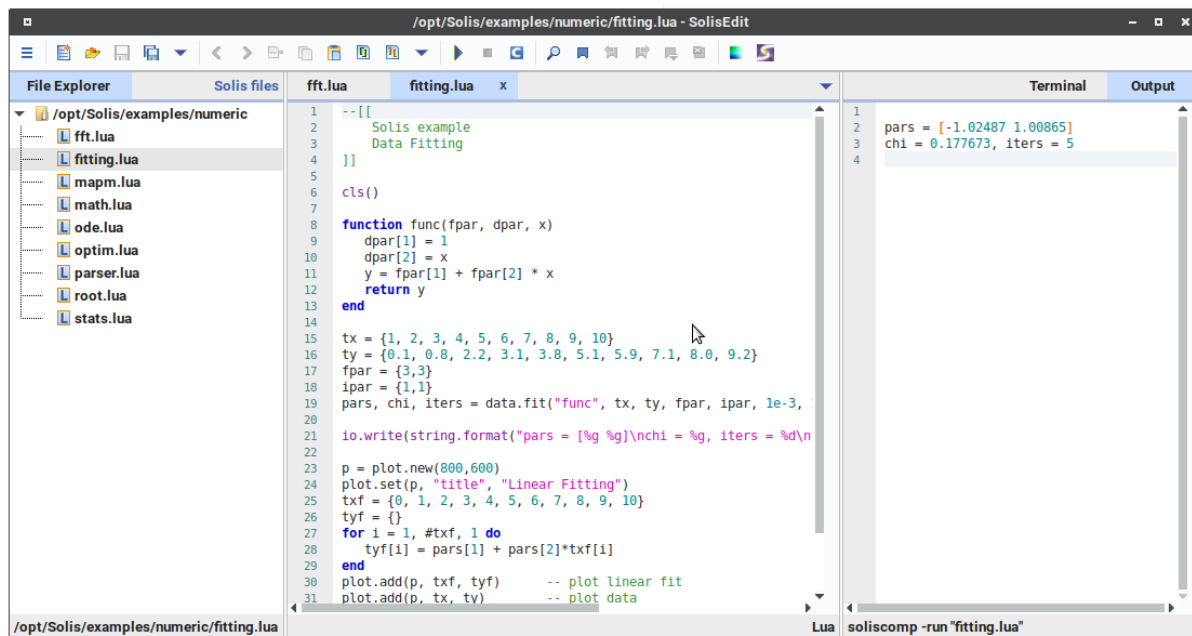 /opt/Solis/examples/numeric/fitting.lua - SolisEdit
File Explorer
Solis files
/opt/Solis/examples/numeric
fft.lua
fitting.lua
mapm.lua
math.lua
ode.lua
optim.lua
parser.lua
root.lua
stats.lua
/opt/Solis/examples/numeric/fitting.lua
fft.lua
fitting.lua x
1 --[[
2 Solis example
3 Data Fitting
4 ]]
5
6 cls()
7
8 function func(fpar, dpar, x)
9 dpar[1] = 1
10 dpar[2] = x
11 y = fpar[1] + fpar[2] * x
12 return y
13 end
14
15 tx = {1, 2, 3, 4, 5, 6, 7, 8, 9, 10}
16 ty = {0.1, 0.8, 2.2, 3.1, 3.8, 5.1, 5.9, 7.1, 8.0, 9.2}
17 fpar = {3,3}
18 ipar = {1,1}
19 pars, chi, iters = data.fit("func", tx, ty, fpar, ipar, 1e-3,
20
21 io.write(string.format("pars = [%g %g]\nchi = %g, iters = %d\n
22
23 p = plot.new(800,600)
24 plot.set(p, "title", "Linear Fitting")
25 txf = {0, 1, 2, 3, 4, 5, 6, 7, 8, 9, 10}
26 tyf = {}
27 for i = 1, #txf, 1 do
28 tyf[i] = pars[1] + pars[2]*txf[i]
29 end
30 plot.add(p, txf, tyf) -- plot linear fit
31 plot.add(p, tx, ty) -- plot data
Lua
Terminal
Output
1
2 pars = [-1.02487 1.00865]
3 chi = 0.177673, iters = 5
4
soliscomp -run "fitting.lua"